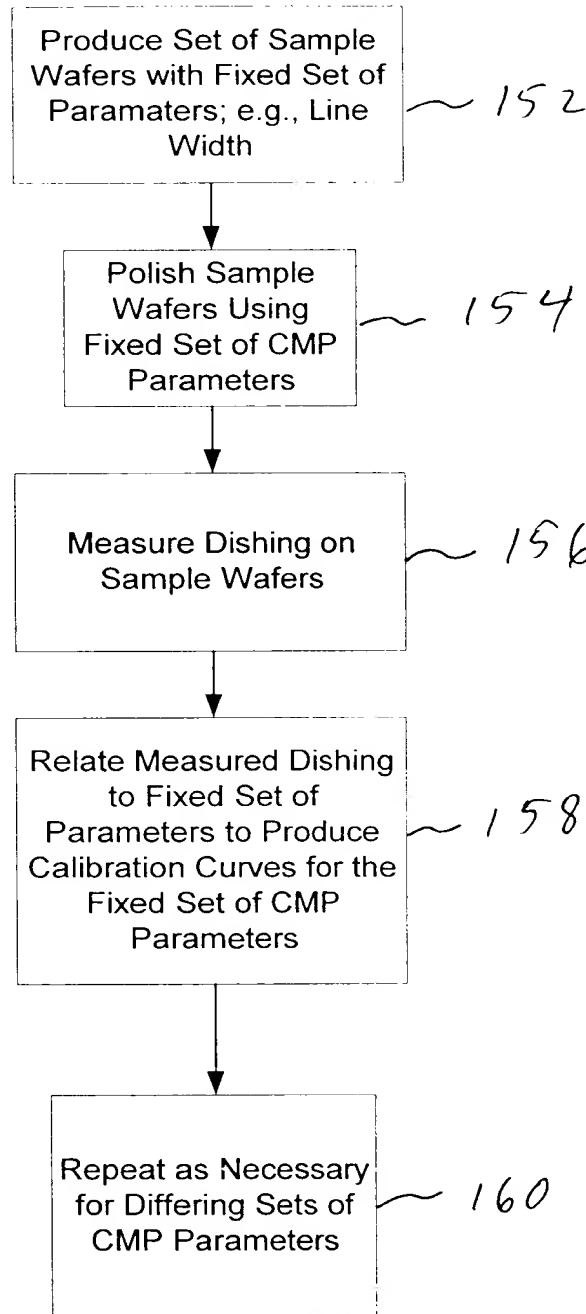 Produce Set of Sample
Wafers with Fixed Set of
Paramaters; e.g., Line
Width
152
Polish Sample
Wafers Using
Fixed Set of CMP
Parameters
154
Measure Dishing on
Sample Wafers
156
Relate Measured Dishing
to Fixed Set of
Parameters to Produce
Calibration Curves for the
Fixed Set of CMP
Parameters
158
Repeat as Necessary
for Differing Sets of
CMP Parameters
160